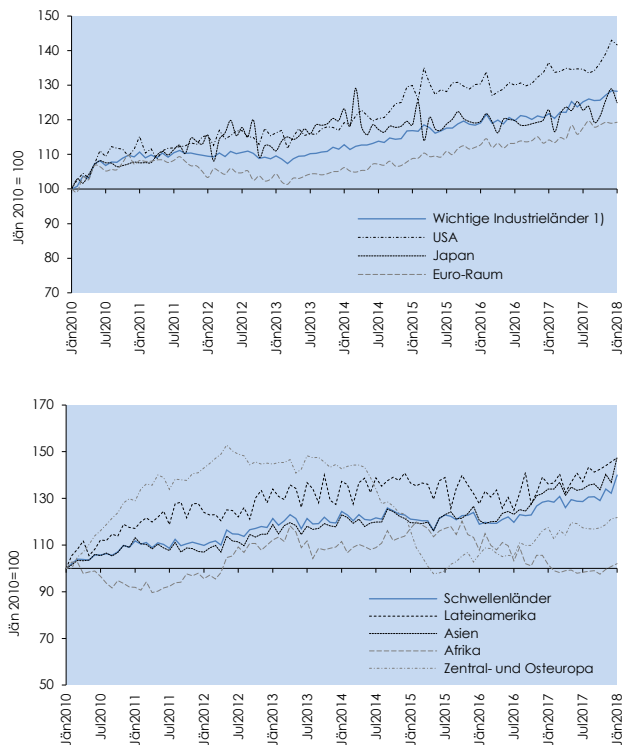 150
140
130
120
110
100
90
80
70
Jän 2010 = 100
Wichtige Industrieländer 1)
USA
Japan
Euro-Raum
Jän2010
Jul2010
Jän2011
Jul2011
Jän2012
Jul2012
Jän2013
Jul2013
Jän2014
Jul2014
Jän2015
Jul2015
Jän2016
Jul2016
Jän2017
Jul2017
Jän2018
170
150
130
110
90
70
50
Jän 2010=100
Schwellenländer
Lateinamerika
Asien
Afrika
Zentral- und Osteuropa
Jän2010
Jul2010
Jän2011
Jul2011
Jän2012
Jul2012
Jän2013
Jul2013
Jän2014
Jul2014
Jän2015
Jul2015
Jän2016
Jul2016
Jän2017
Jul2017
Jän2018